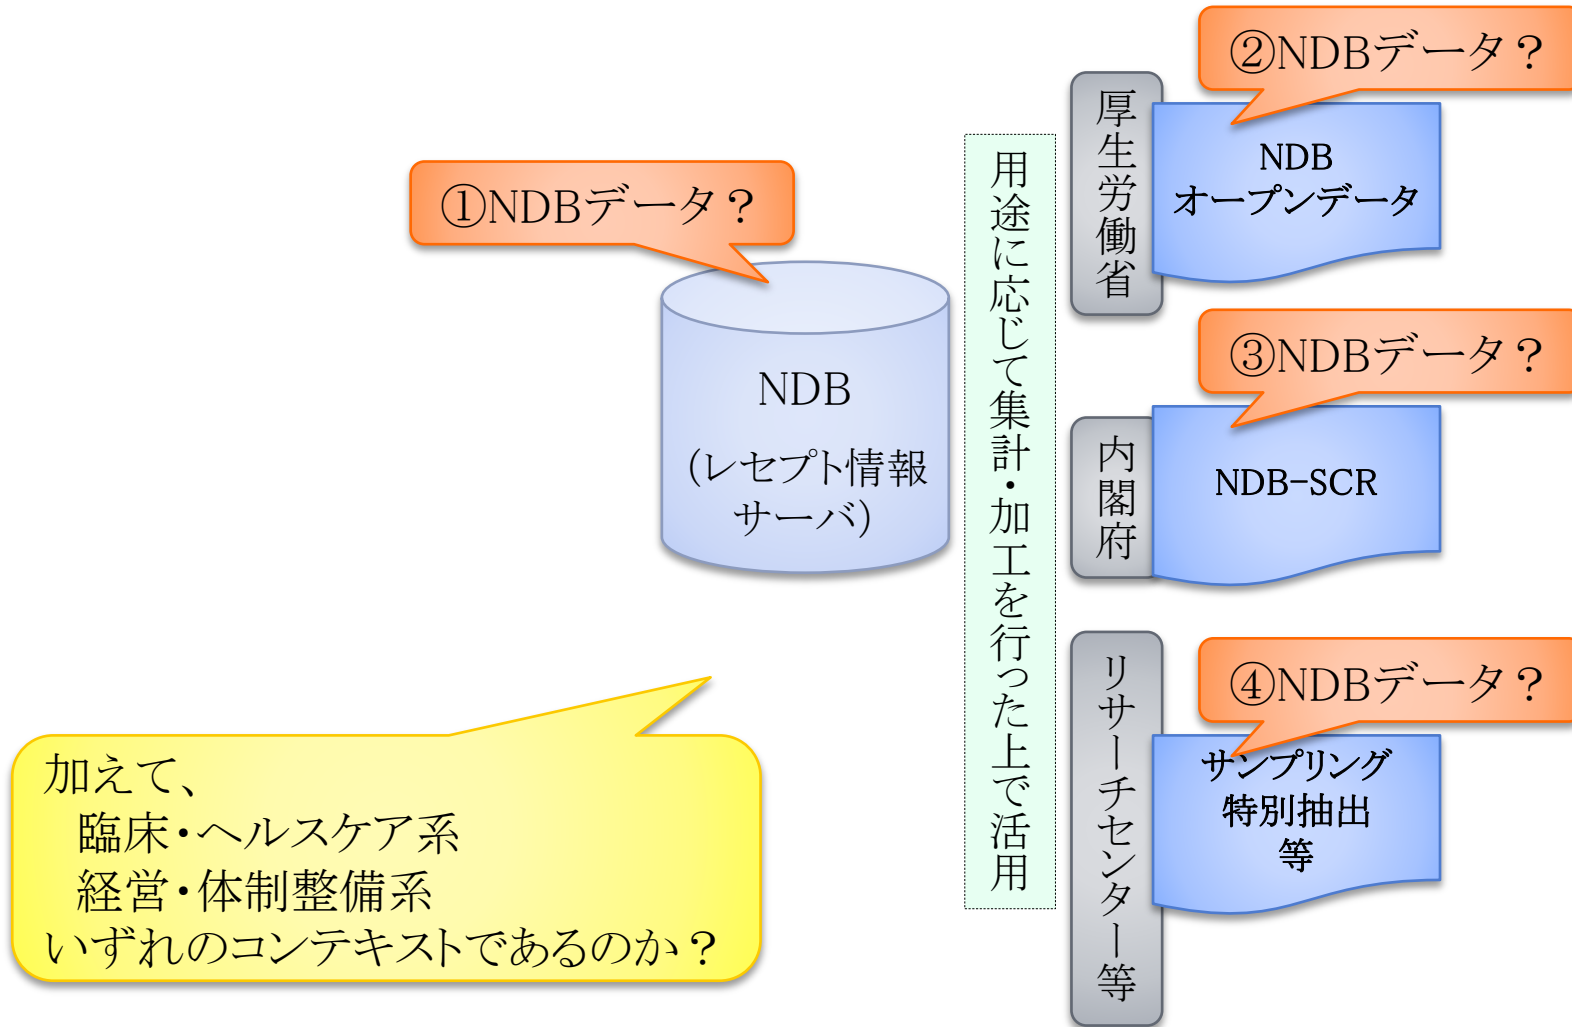 ①NDBデータ？
NDB
(レセプト情報
サーバ)
用途に応じて集計・加工を行った上で活用
厚生労働省
②NDBデータ？
NDB
オープンデータ
内閣府
③NDBデータ？
NDB-SCR
リサーチセンター等
④NDBデータ？
サンプリング
特別抽出
等
加えて、
臨床・ヘルスケア系
経営・体制整備系
いずれのコンテキストであるのか？